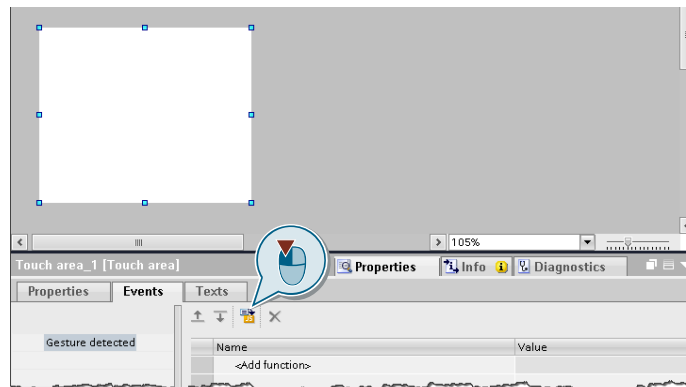 105%
Touch area_1 [Touch area]
Properties
Info
Diagnostics
Properties
Events
Texts
Gesture detected
Name
Value
<Add function>